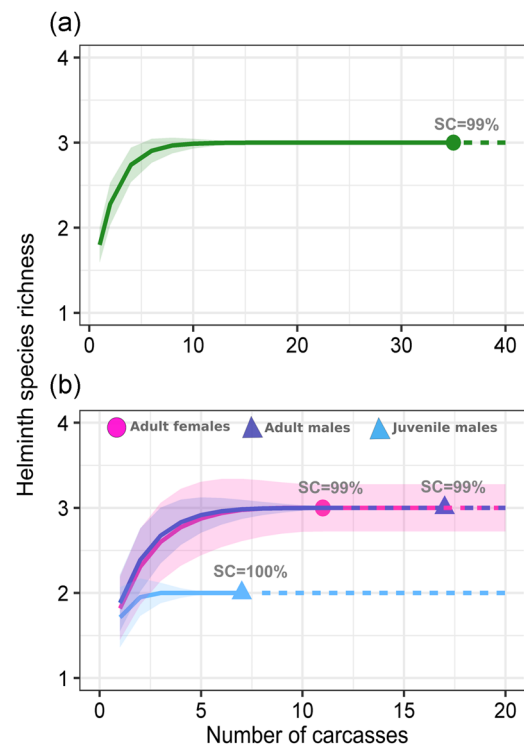 (a)
4
3
2
1
SC=99%
0
10
20
30
40
Helminth species richness
(b)
Adult females Adult males Juvenile males
4
3
2
1
SC=99% SC=99%
SC=100%
0
5
10
15
20
Number of carcasses